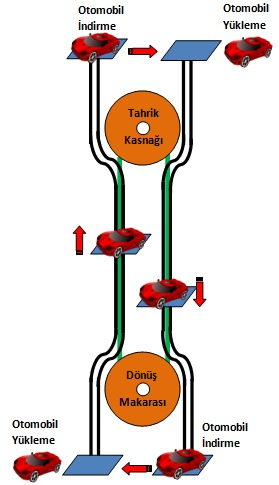 Otomobil
İndirme
Otomobil
Yükleme
Tahrik
Kasnağı
Dönüş
Makarası
Otomobil
Yükleme
Otomobil
İndirme